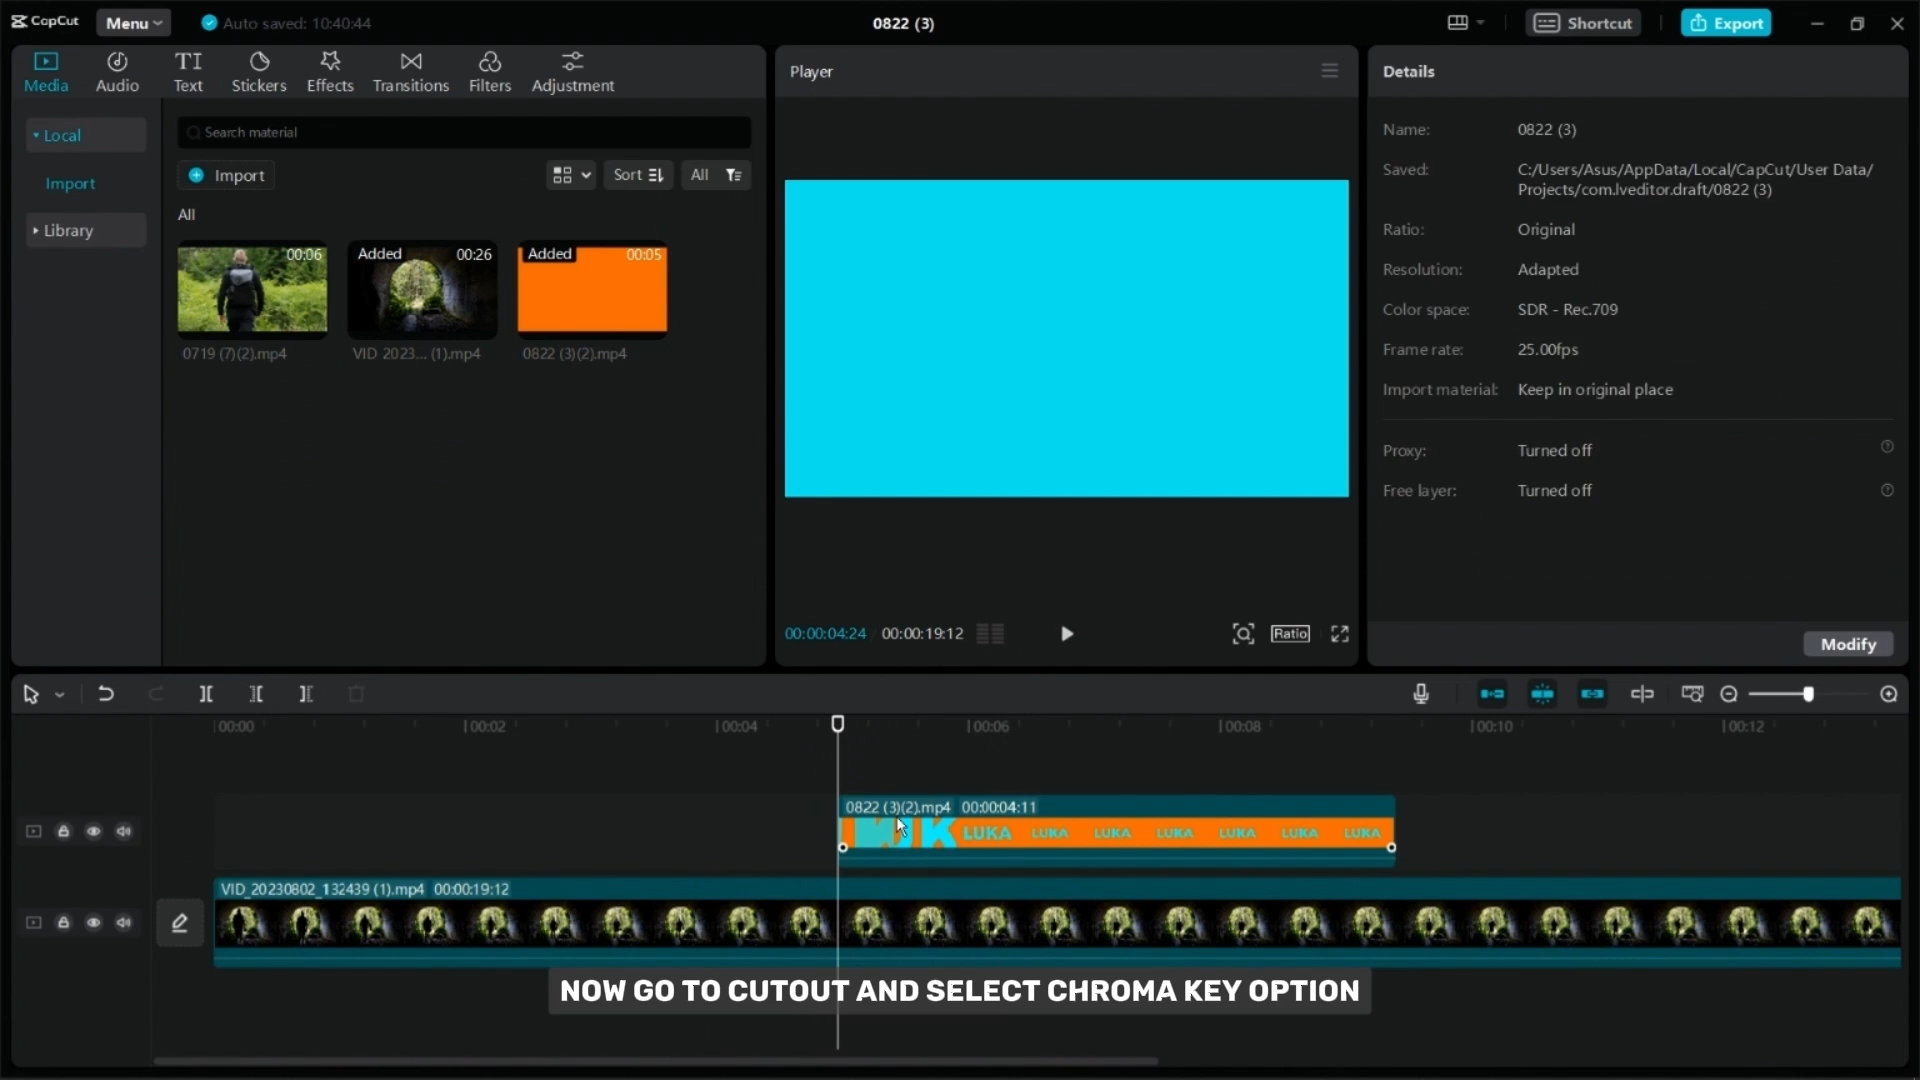 CapCut
Menu
Auto saved: 10:40:44
0822 (3)
Shortcut
Export
Media
Audio
Text
Stickers
Effects
Transitions
Filters
Adjustment
Local
Import
Library
Search material
Import
Sort
All
All
00:06
Added
00:26
Added
00:05
0719 (7)(2).mp4
VID 2023... (1).mp4
0822 (3)(2).mp4
Player
00:00:04:24
00:00:19:12
Ratio
Details
Name: 0822 (3)
Saved: C:/Users/Asus/AppData/Local/CapCut/User Data/
Projects/com.lveditor.draft/0822 (3)
Ratio: Original
Resolution: Adapted
Color space: SDR - Rec.709
Frame rate: 25.00fps
Import material: Keep in original place
Proxy: Turned off
Free layer: Turned off
Modify
00:00
00:02
00:04
00:06
00:08
00:10
00:12
0822 (3)(2).mp4 00:00:04:11
LUKA LUKA LUKA LUKA LUKA LUKA LUKA
VID_20230802_132439 (1).mp4 00:00:19:12
NOW GO TO CUTOUT AND SELECT CHROMA KEY OPTION